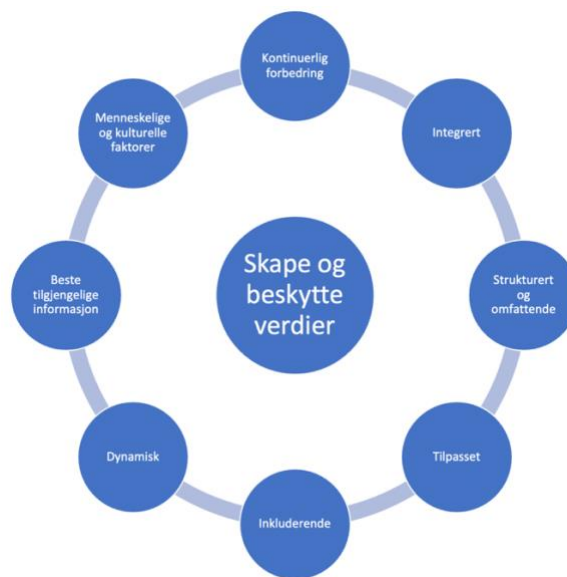 Kontinuerlig
forbedring
Integrert
Strukturert
og
omfattende
Tilpasset
Inkluderende
Dynamisk
Beste
tilgjengelige
informasjon
Menneskelige
og kulturelle
faktorer
Skape og
beskytte
verdier